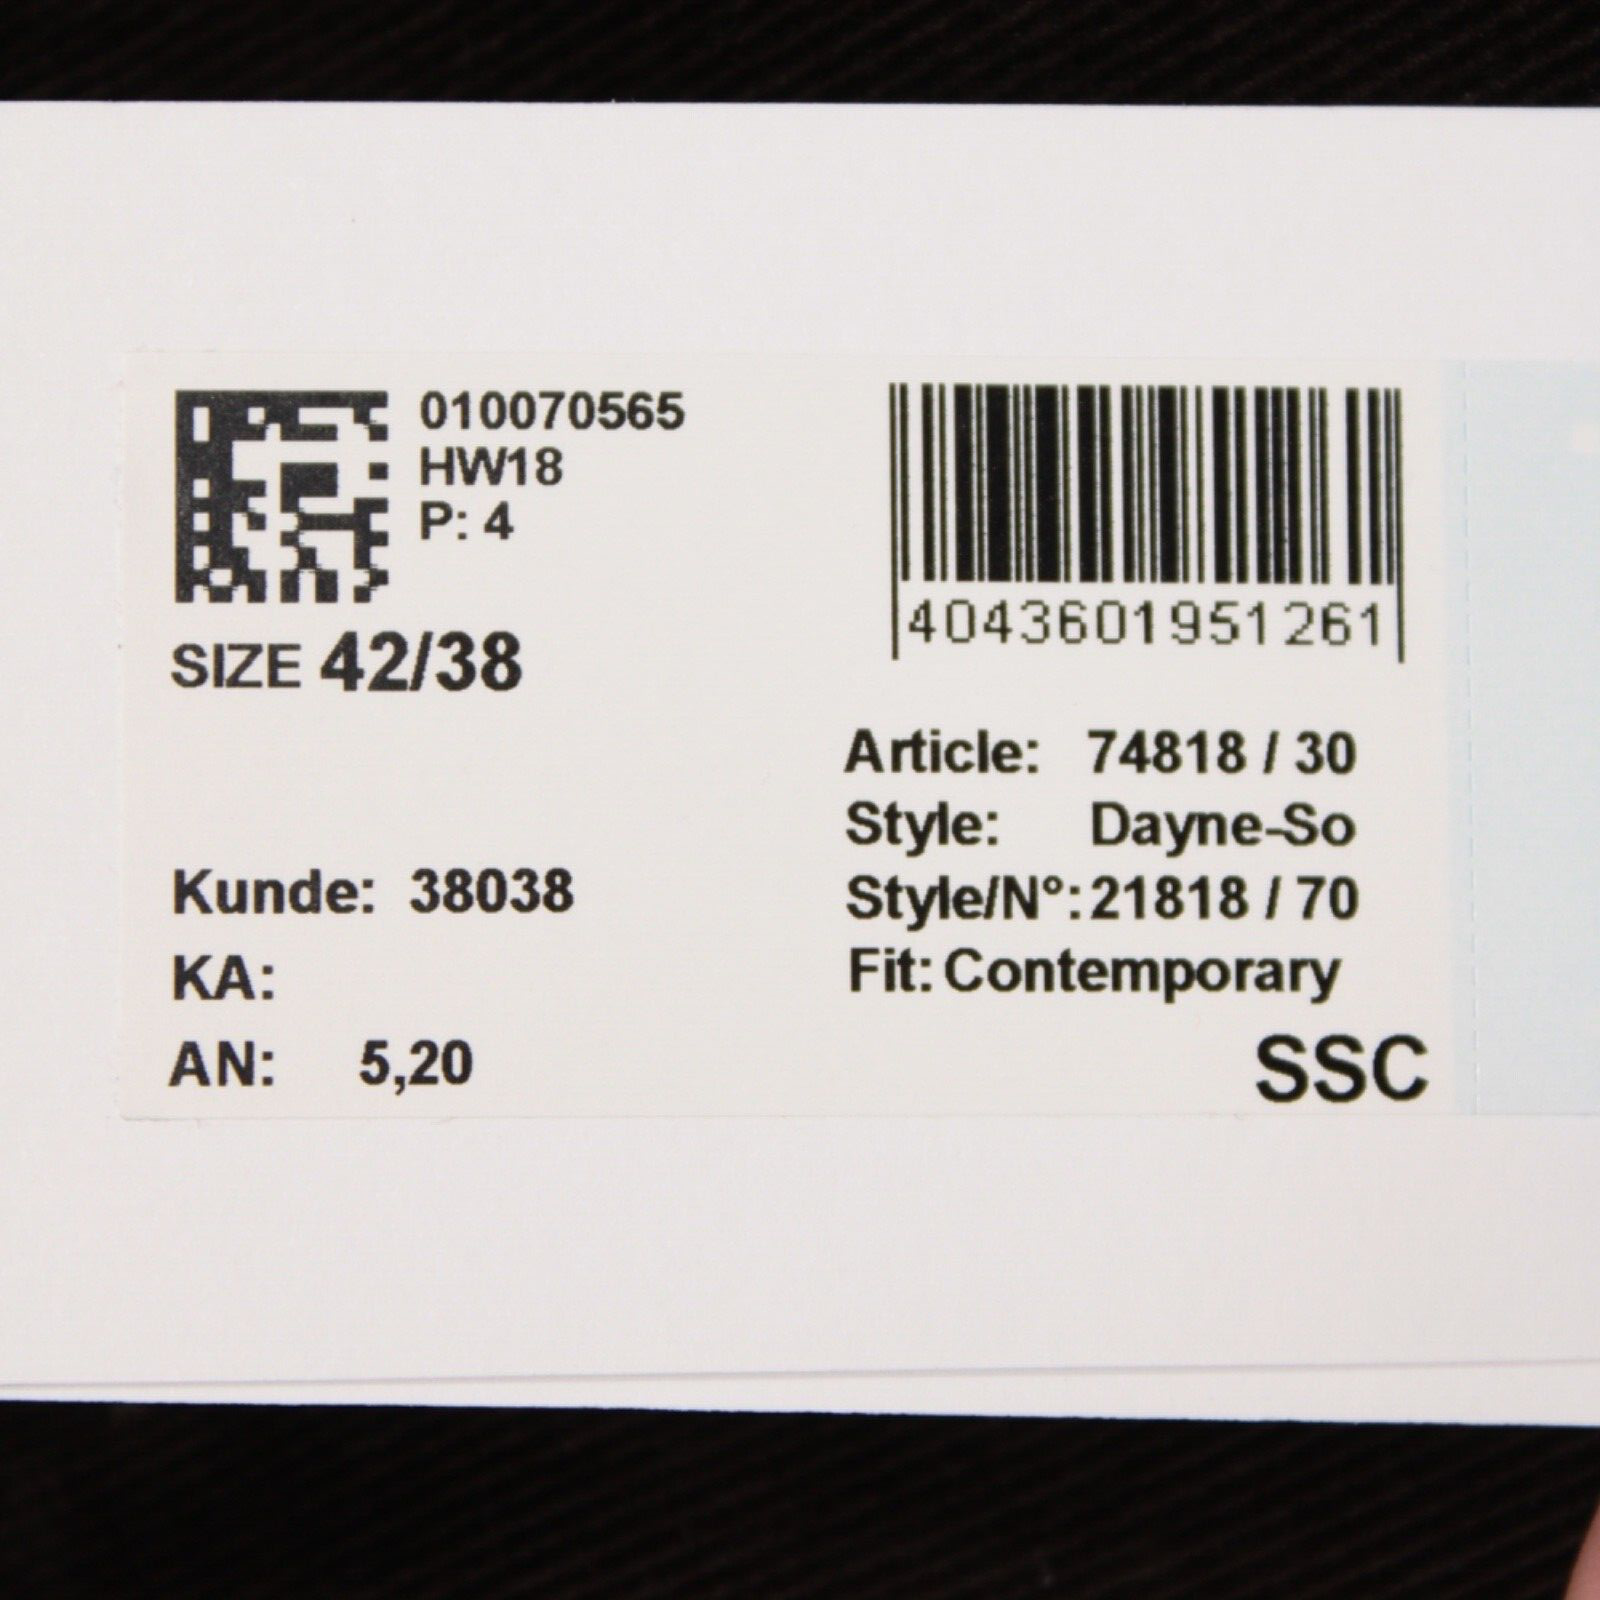 010070565
HW18
P: 4
SIZE 42/38
4043601951261
Article: 74818 / 30
Style: Dayne-So
Style/N°: 21818 / 70
Fit: Contemporary
SSC
Kunde: 38038
KA:
AN: 5,20